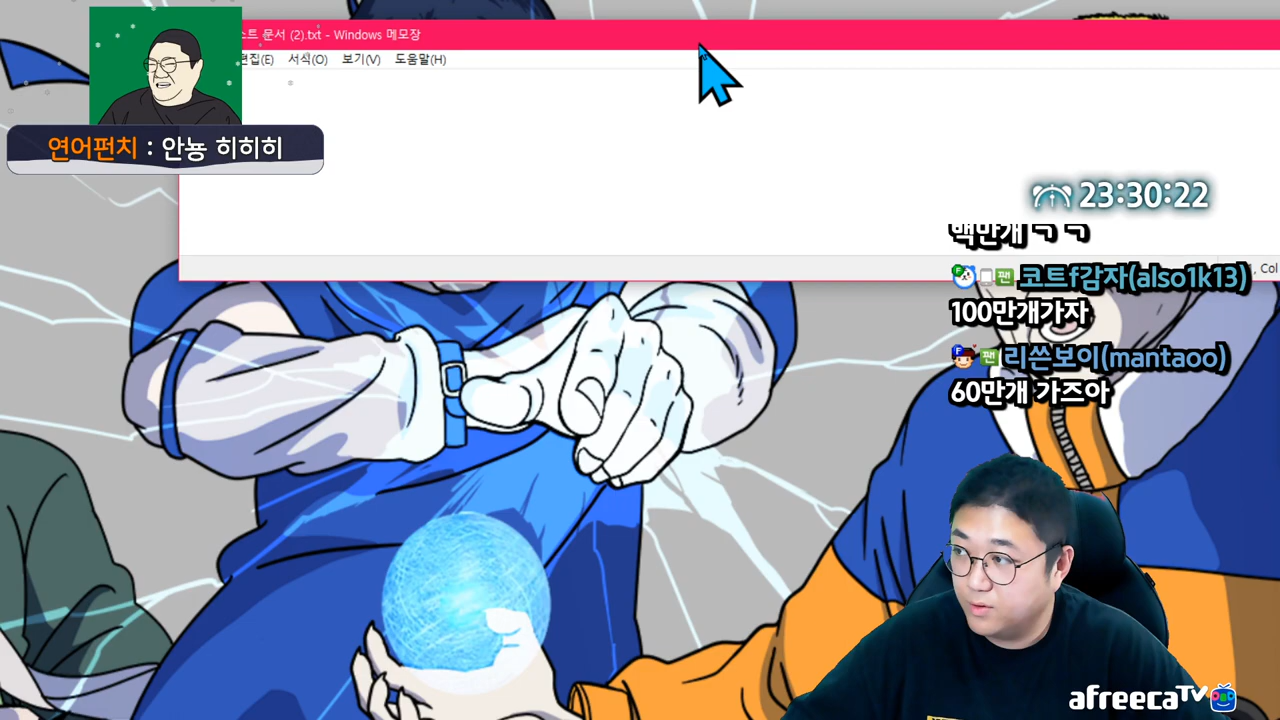 스트 문서 (2).txt - Windows 메모장
편집(E) 서식(O) 보기(V) 도움말(H)
연어펀치 : 안뇽 히히히
23:30:22
백만개 ㄱ ㄱ
코트f감자(also1k13)
100만개가자
리쓴보이(mantaoo)
60만개 가즈아
, Col
afreecaTV